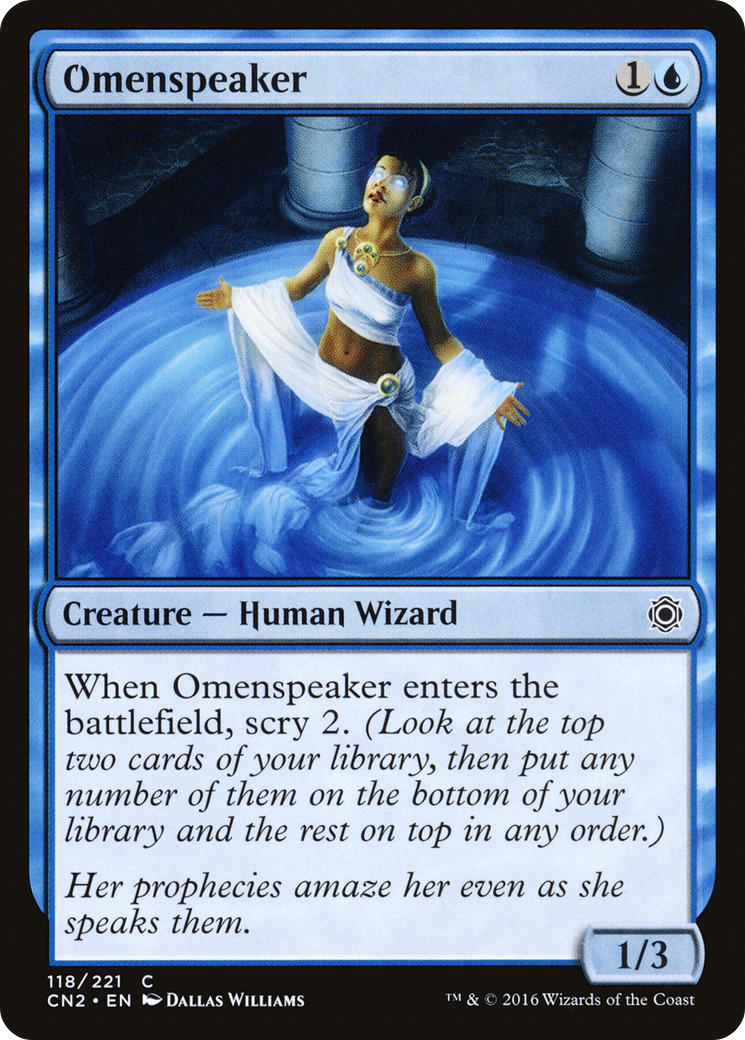 Omenspeaker 1
Creature — Human Wizard
When Omenspeaker enters the
battlefield, scry 2. (Look at the top
two cards of your library, then put any
number of them on the bottom of your
library and the rest on top in any order.)
Her prophecies amaze her even as she
speaks them.
1/3
118/221 C
CN2 • EN DALLAS WILLIAMS
™ & © 2016 Wizards of the Coast